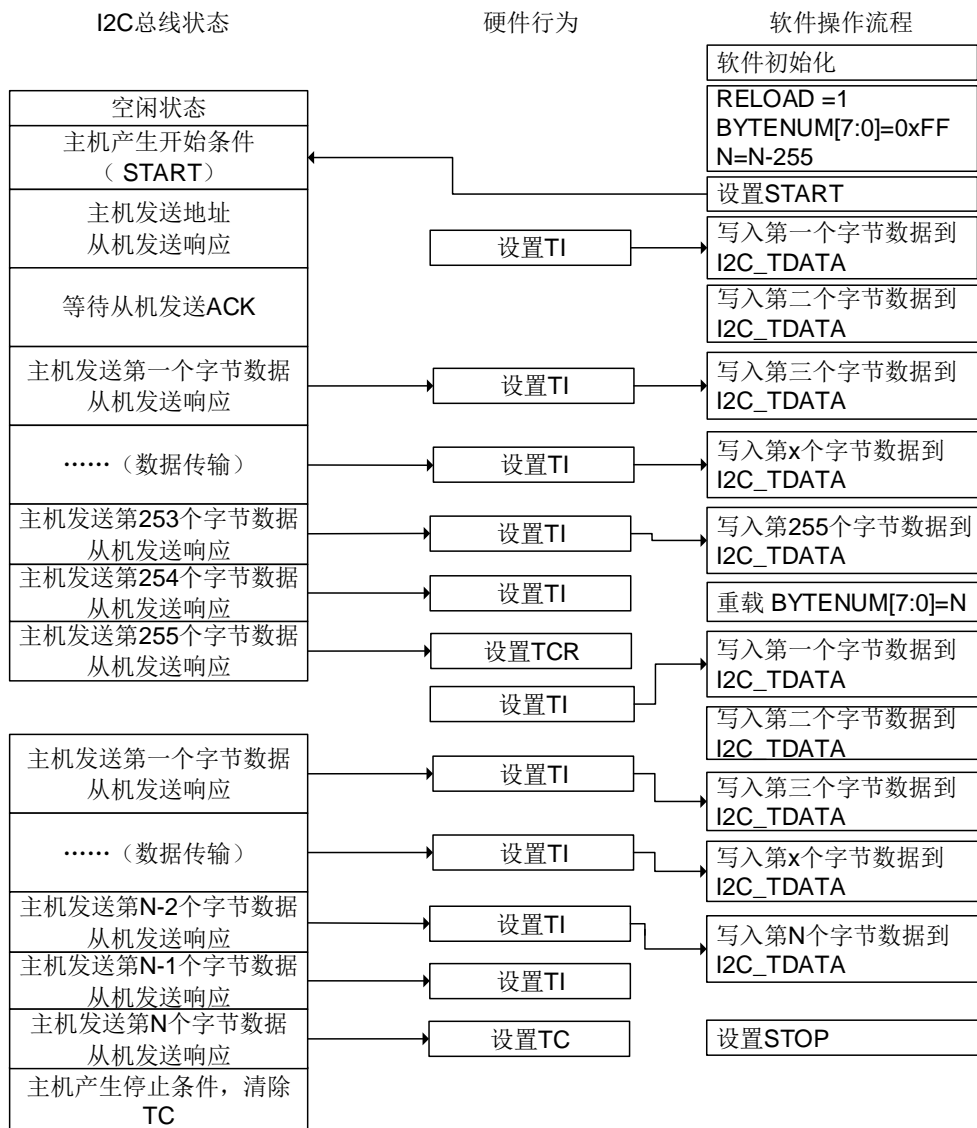 I2C总线状态
硬件行为
软件操作流程
软件初始化
空闲状态
RELOAD =1
BYTENUM[7:0]=0xFF
N=N-255
主机产生开始条件
（ START）
设置START
主机发送地址
从机发送响应
设置TI
写入第一个字节数据到
I2C_TDATA
等待从机发送ACK
写入第二个字节数据到
I2C_TDATA
主机发送第一个字节数据
从机发送响应
设置TI
写入第三个字节数据到
I2C_TDATA
……（数据传输）
设置TI
写入第x个字节数据到
I2C_TDATA
主机发送第253个字节数据
从机发送响应
设置TI
写入第255个字节数据到
I2C_TDATA
主机发送第254个字节数据
从机发送响应
设置TI
重载 BYTENUM[7:0]=N
主机发送第255个字节数据
从机发送响应
设置TCR
写入第一个字节数据到
I2C_TDATA
设置TI
写入第二个字节数据到
I2C_TDATA
主机发送第一个字节数据
从机发送响应
设置TI
写入第三个字节数据到
I2C_TDATA
……（数据传输）
设置TI
写入第x个字节数据到
I2C_TDATA
主机发送第N-2个字节数据
从机发送响应
设置TI
写入第N个字节数据到
I2C_TDATA
主机发送第N-1个字节数据
从机发送响应
设置TI
主机发送第N个字节数据
从机发送响应
设置TC
设置STOP
主机产生停止条件，清除
TC